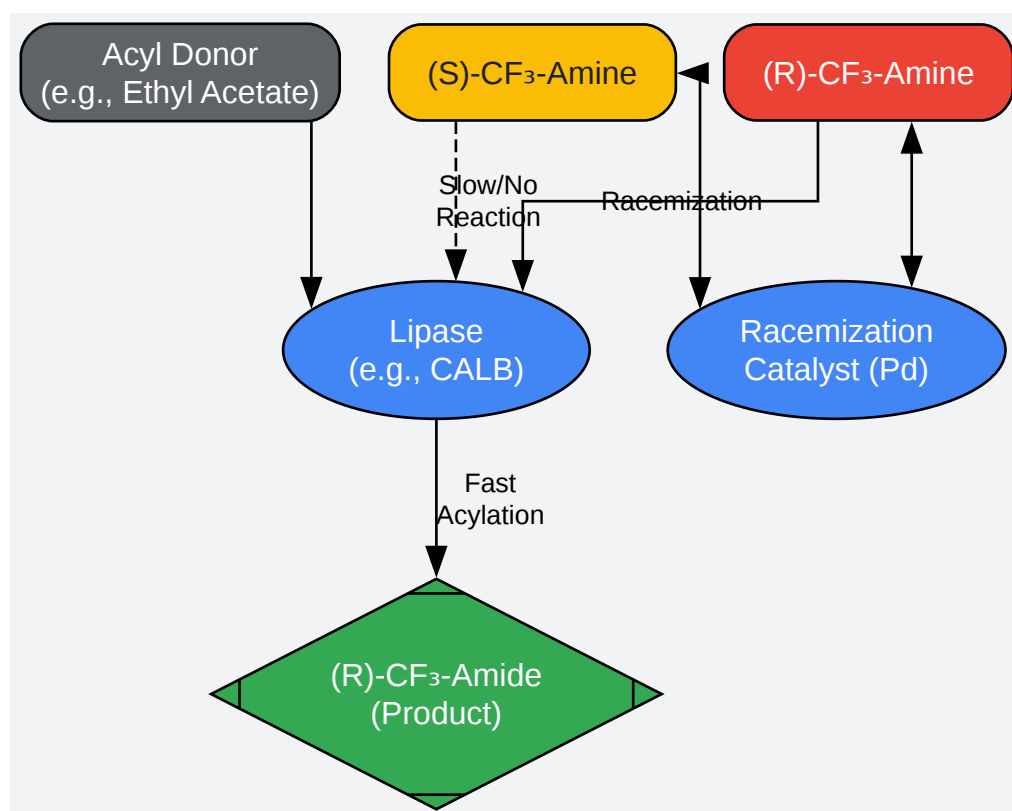 Acyl Donor
(e.g., Ethyl Acetate)
(S)-CF₃-Amine
(R)-CF₃-Amine
Slow/No
Reaction
Racemization
Lipase
(e.g., CALB)
Racemization
Catalyst (Pd)
Fast
Acylation
(R)-CF₃-Amide
(Product)